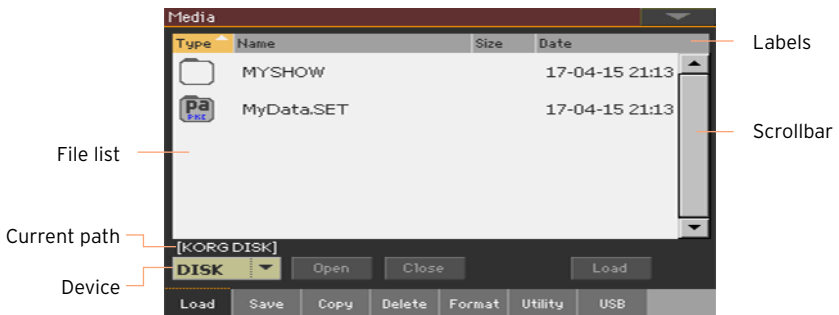 Media
Type Name Size Date
Labels
MYSHOW 17-04-15 21:13
Pa PKG MyData.SET 17-04-15 21:13
Scrollbar
File list
Current path
[KORG DISK]
Device
DISK Open Close Load
Load Save Copy Delete Format Utility USB